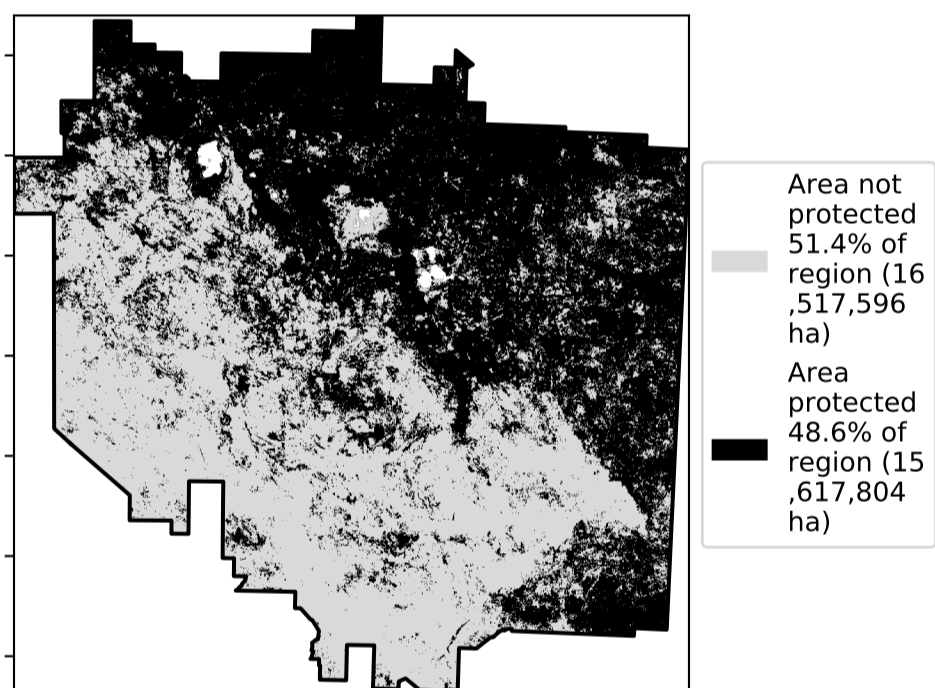 Area not
protected
51.4% of
region (16
,517,596
ha)
Area
protected
48.6% of
region (15
,617,804
ha)